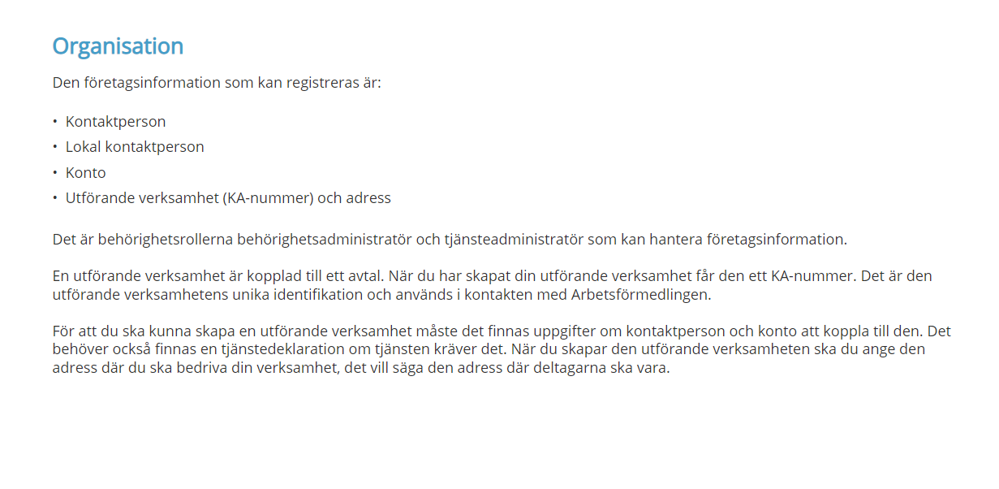 Organisation
Den företagsinformation som kan registreras är:
• Kontaktperson
• Lokal kontaktperson
• Konto
• Utförande verksamhet (KA-nummer) och adress
Det är behörighetsrollerna behörighetsadministratör och tjänsteadministratör som kan hantera företagsinformation.
En utförande verksamhet är kopplad till ett avtal. När du har skapat din utförande verksamhet får den ett KA-nummer. Det är den
utförande verksamhetens unika identifikation och används i kontakten med Arbetsförmedlingen.
För att du ska kunna skapa en utförande verksamhet måste det finnas uppgifter om kontaktperson och konto att koppla till den. Det
behöver också finnas en tjänstedeklaration om tjänsten kräver det. När du skapar den utförande verksamheten ska du ange den
adress där du ska bedriva din verksamhet, det vill säga den adress där deltagarna ska vara.